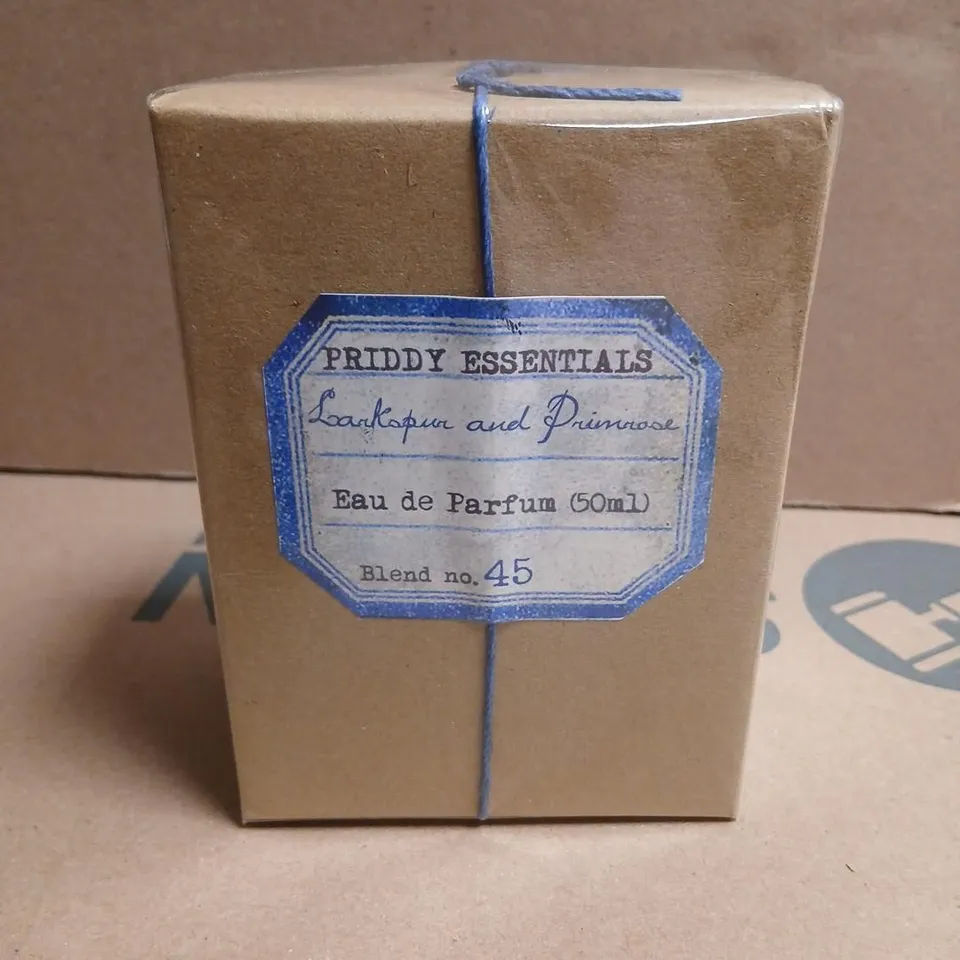 PRIDDY ESSENTIALS
Larkspur and Primrose
Eau de Parfum (50ml)
Blend no. 45